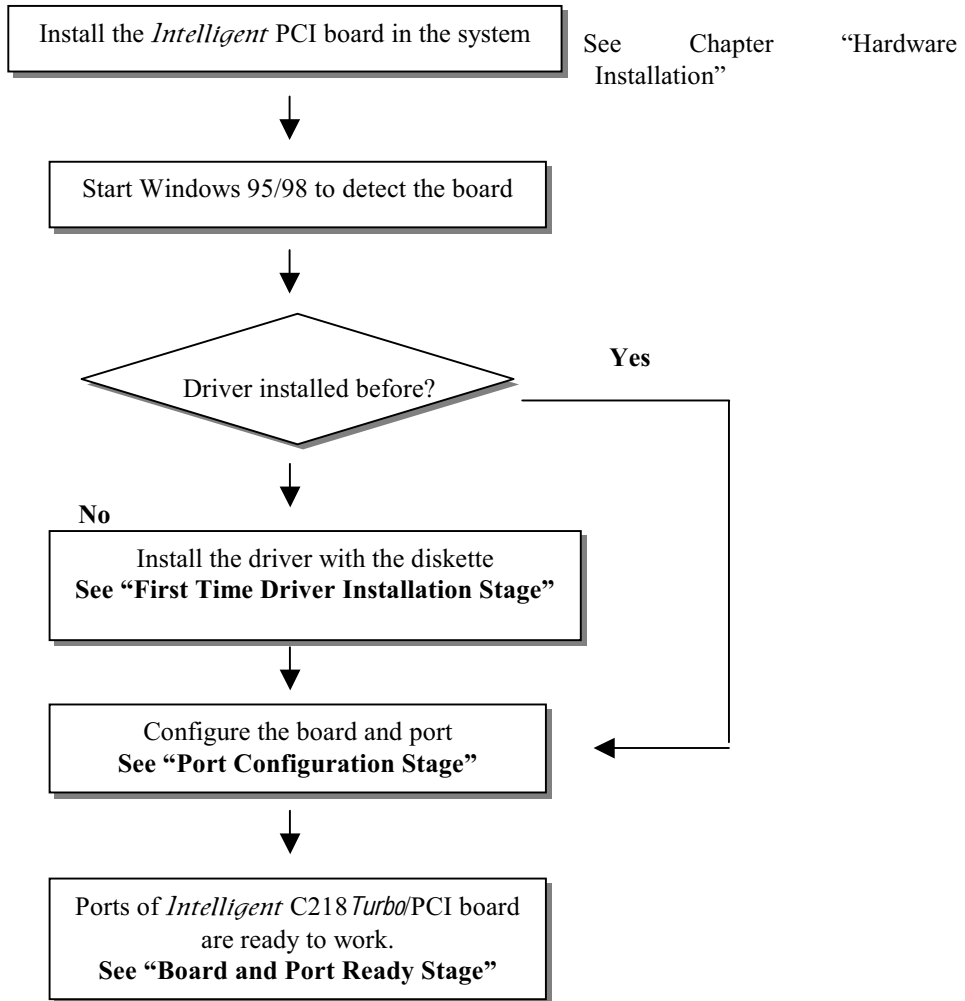 Install the Intelligent PCI board in the system
See Chapter “Hardware
Installation”
Start Windows 95/98 to detect the board
Driver installed before?
Yes
No
Install the driver with the diskette
See “First Time Driver Installation Stage”
Configure the board and port
See “Port Configuration Stage”
Ports of Intelligent C218Turbo/PCI board
are ready to work.
See “Board and Port Ready Stage”